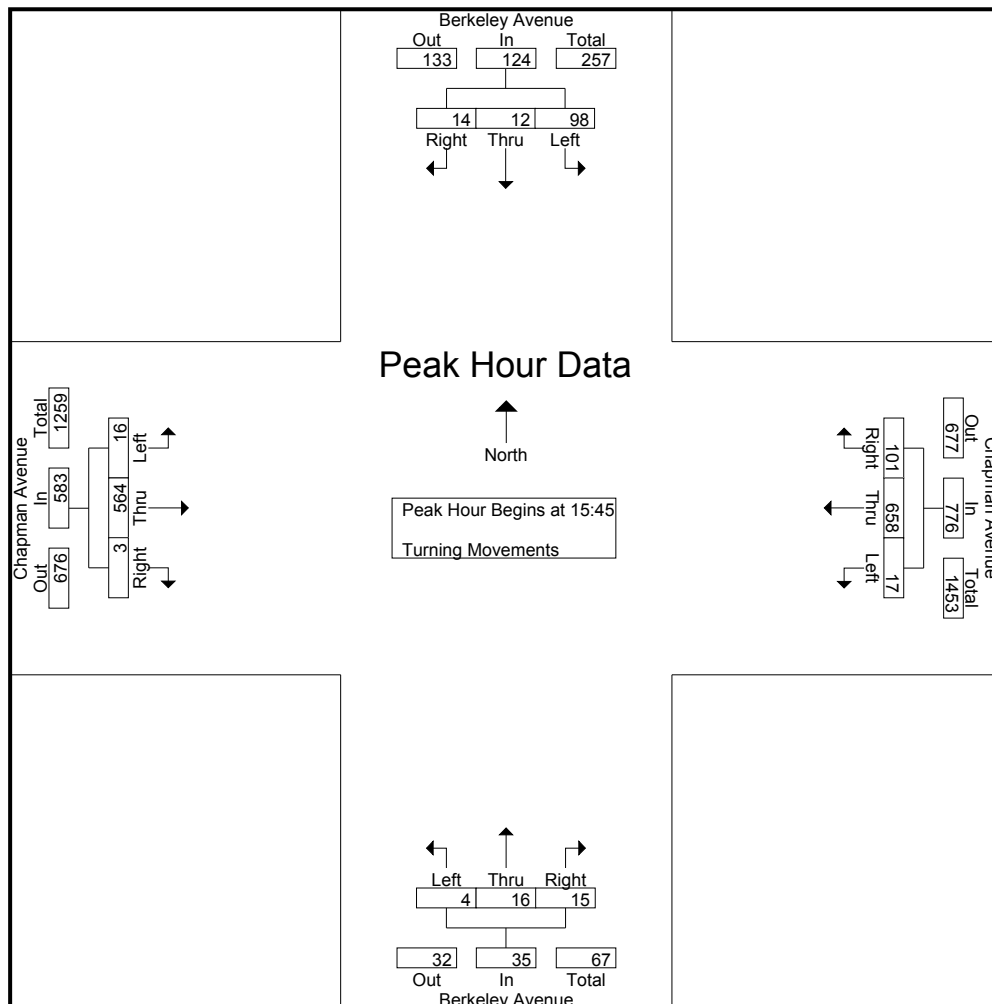 Berkeley Avenue
Out In Total
133 124 257
14 12 98
Right Thru Left
Peak Hour Data
North
Peak Hour Begins at 15:45
Turning Movements
Chapman Avenue
Out In Total
676 583 1259
3 564 16
Right Thru Left
Chapman Avenue
Out In Total
677 776 1453
101 658 17
Right Thru Left
Left Thru Right
4 16 15
32 35 67
Out In Total
Berkeley Avenue